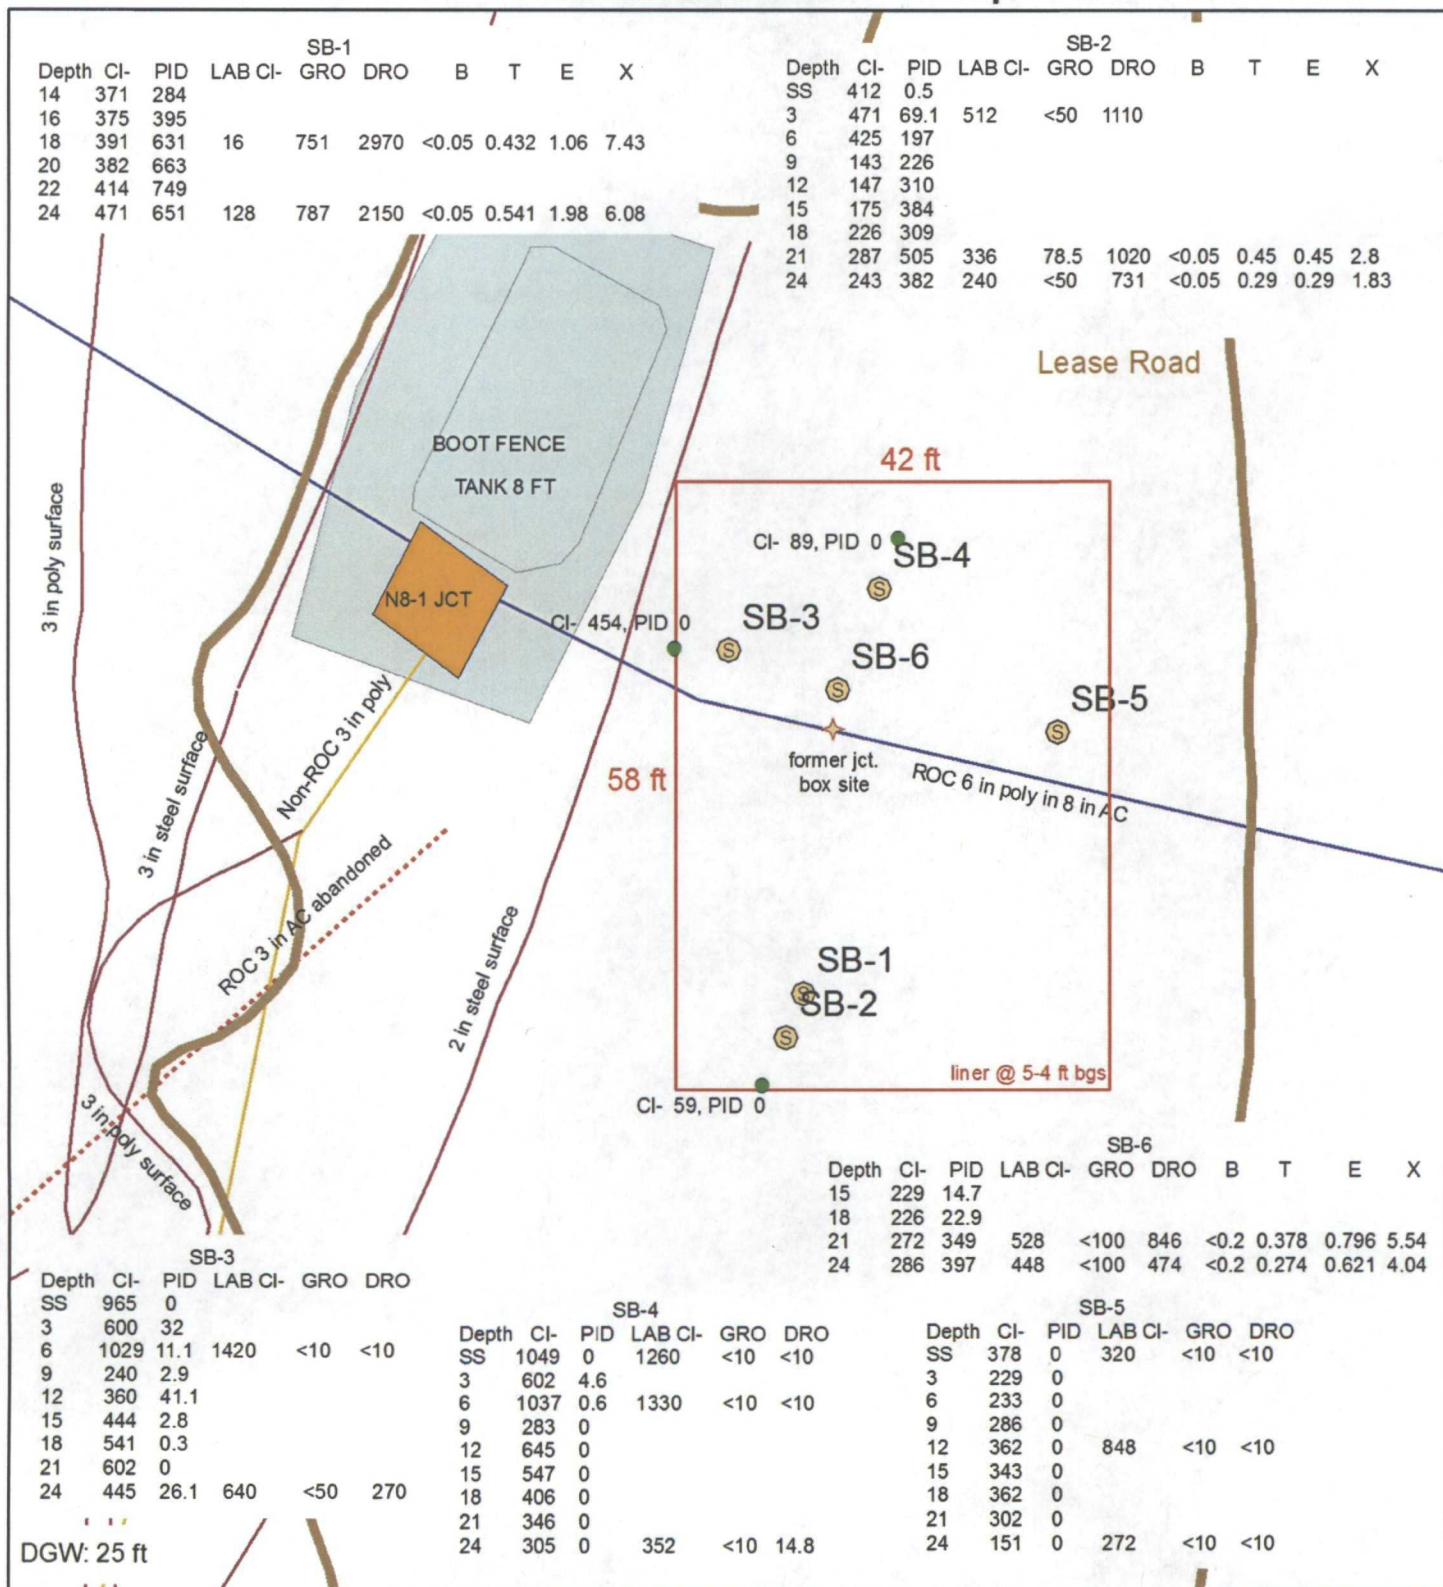 SB-1
Depth Cl- PID LAB Cl- GRO DRO B T E X
14 371 284
16 375 395
18 391 631 16 751 2970 <0.05 0.432 1.06 7.43
20 382 663
22 414 749
24 471 651 128 787 2150 <0.05 0.541 1.98 6.08
SB-2
Depth Cl- PID LAB Cl- GRO DRO B T E X
SS 412 0.5
3 471 69.1 512 <50 1110
6 425 197
9 143 226
12 147 310
15 175 384
18 226 309
21 287 505 336 78.5 1020 <0.05 0.45 0.45 2.8
24 243 382 240 <50 731 <0.05 0.29 0.29 1.83
Lease Road
BOOT FENCE
TANK 8 FT
42 ft
3 in poly surface
Cl- 89, PID 0
SB-4
S
N8-1 JCT
Cl- 454, PID 0
SB-3
S
SB-6
S
SB-5
S
Non-ROC 3 in poly
3 in steel surface
former jct.
box site
58 ft
ROC 6 in poly in 8 in AC
ROC 3 in AC abandoned
2 in steel surface
SB-1
S
SB-2
S
liner @ 5-4 ft bgs
Cl- 59, PID 0
3 in poly surface
SB-6
Depth Cl- PID LAB Cl- GRO DRO B T E X
15 229 14.7
18 226 22.9
21 272 349 528 <100 846 <0.2 0.378 0.796 5.54
24 286 397 448 <100 474 <0.2 0.274 0.621 4.04
SB-3
Depth Cl- PID LAB Cl- GRO DRO
SS 965 0
3 600 32
6 1029 11.1 1420 <10 <10
9 240 2.9
12 360 41.1
15 444 2.8
18 541 0.3
21 602 0
24 445 26.1 640 <50 270
SB-4
Depth Cl- PID LAB Cl- GRO DRO
SS 1049 0 1260 <10 <10
3 602 4.6
6 1037 0.6 1330 <10 <10
9 283 0
12 645 0
15 547 0
18 406 0
21 346 0
24 305 0 352 <10 14.8
SB-5
Depth Cl- PID LAB Cl- GRO DRO
SS 378 0 320 <10 <10
3 229 0
6 233 0
9 286 0
12 362 0 848 <10 <10
15 343 0
18 362 0
21 302 0
24 151 0 272 <10 <10
DGW: 25 ft